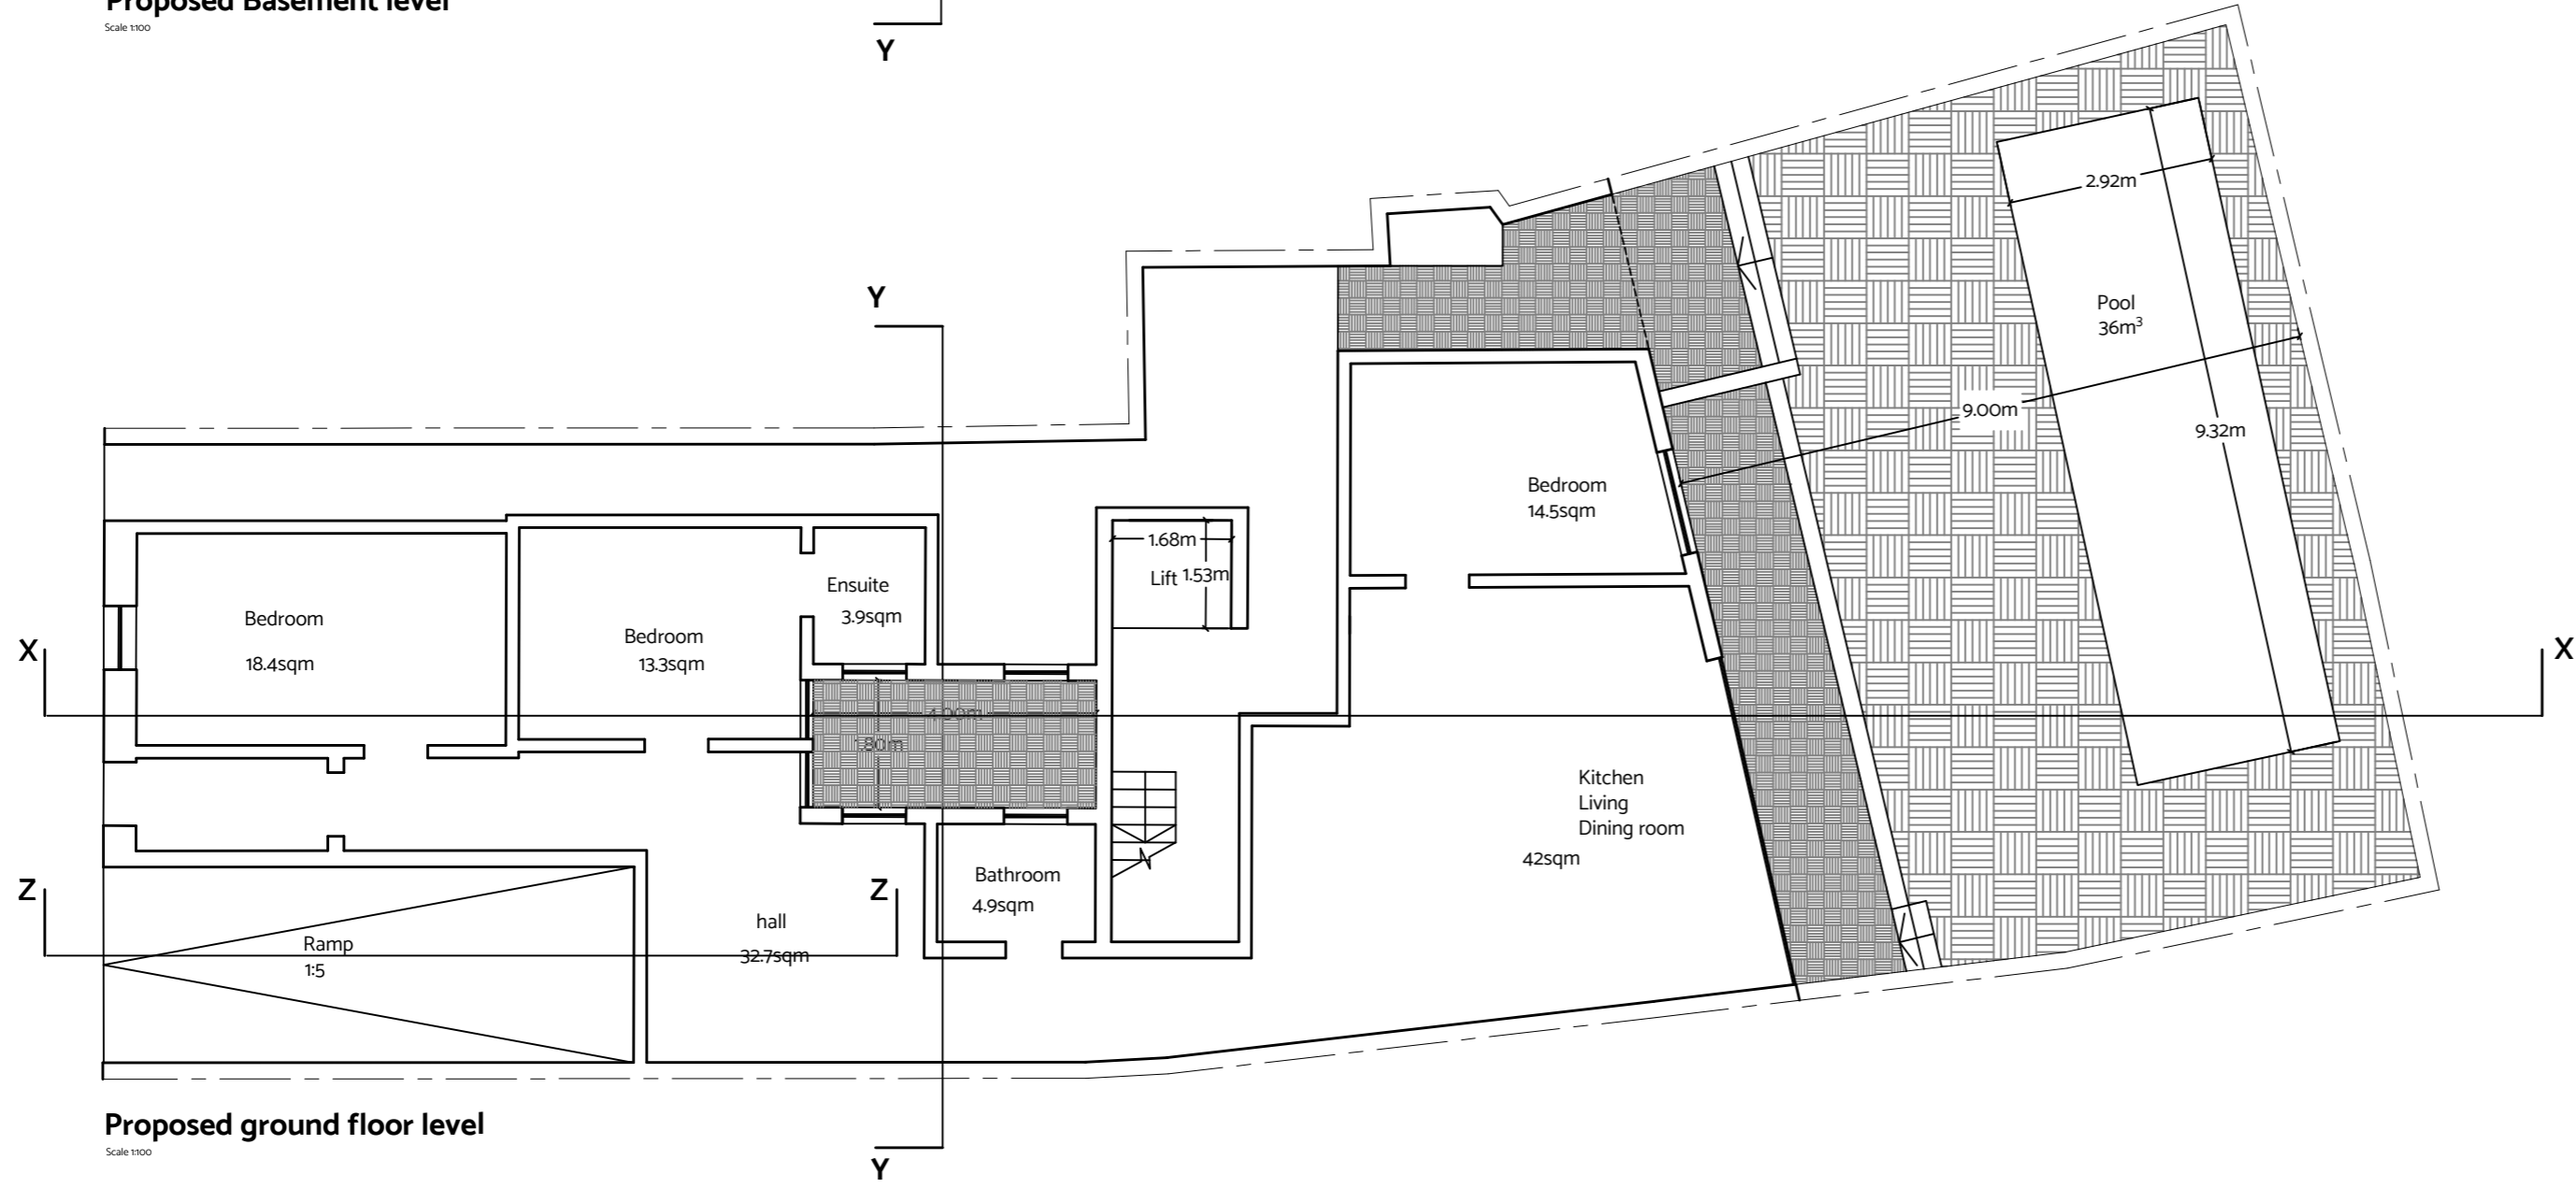 Proposed Basement level
Scale 1:100
Y
Y
2.92m
Pool
36m³
9.00m
9.32m
Bedroom
14.5sqm
1.68m
Lift 1.53m
Ensuite
3.9sqm
Bedroom
18.4sqm
Bedroom
13.3sqm
X
X
4.00m
1.80m
Kitchen
Living
Dining room
42sqm
Bathroom
4.9sqm
Z
Z
hall
32.7sqm
Ramp
1:5
Proposed ground floor level
Scale 1:100
Y